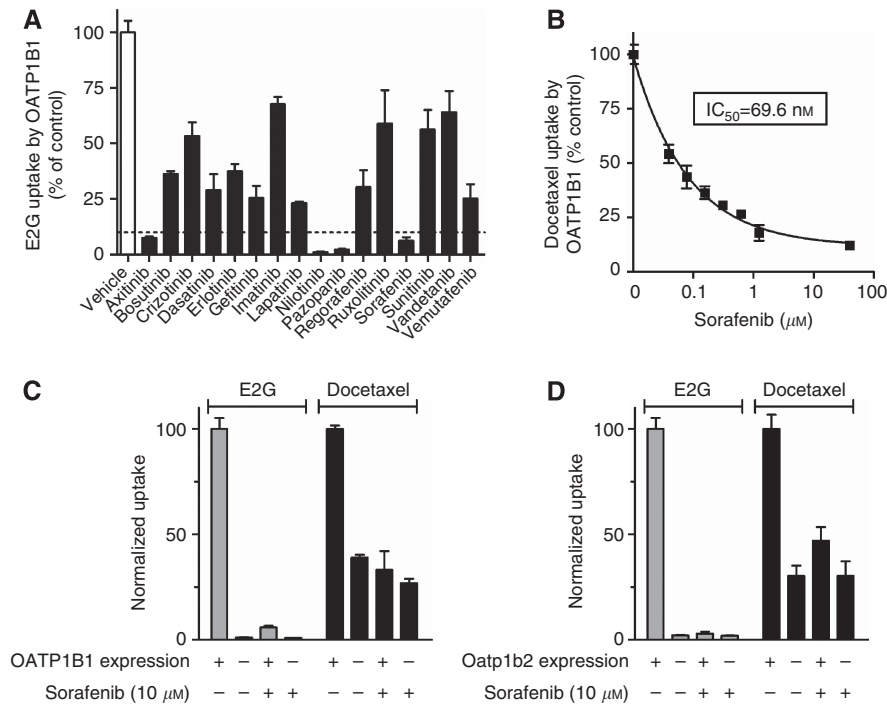 A
E2G uptake by OATP1B1
(% of control)
100
75
50
25
0
Vehicle
Axitinib
Bosutinib
Crizotinib
Dasatinib
Erlotinib
Gefitinib
Imatinib
Lapatinib
Nilotinib
Pazopanib
Regorafenib
Ruxolitinib
Sorafenib
Sunitinib
Vandetanib
Vemutafenib
B
Docetaxel uptake by
OATP1B1 (% control)
100
75
50
25
0
IC50=69.6 nM
0 0.1 1 10 100
Sorafenib (μM)
C
E2G Docetaxel
Normalized uptake
100
50
0
OATP1B1 expression + – + – + – + –
Sorafenib (10 μM) – – + + – – + +
D
E2G Docetaxel
Normalized uptake
100
50
0
Oatp1b2 expression + – + – + – + –
Sorafenib (10 μM) – – + + – – + +